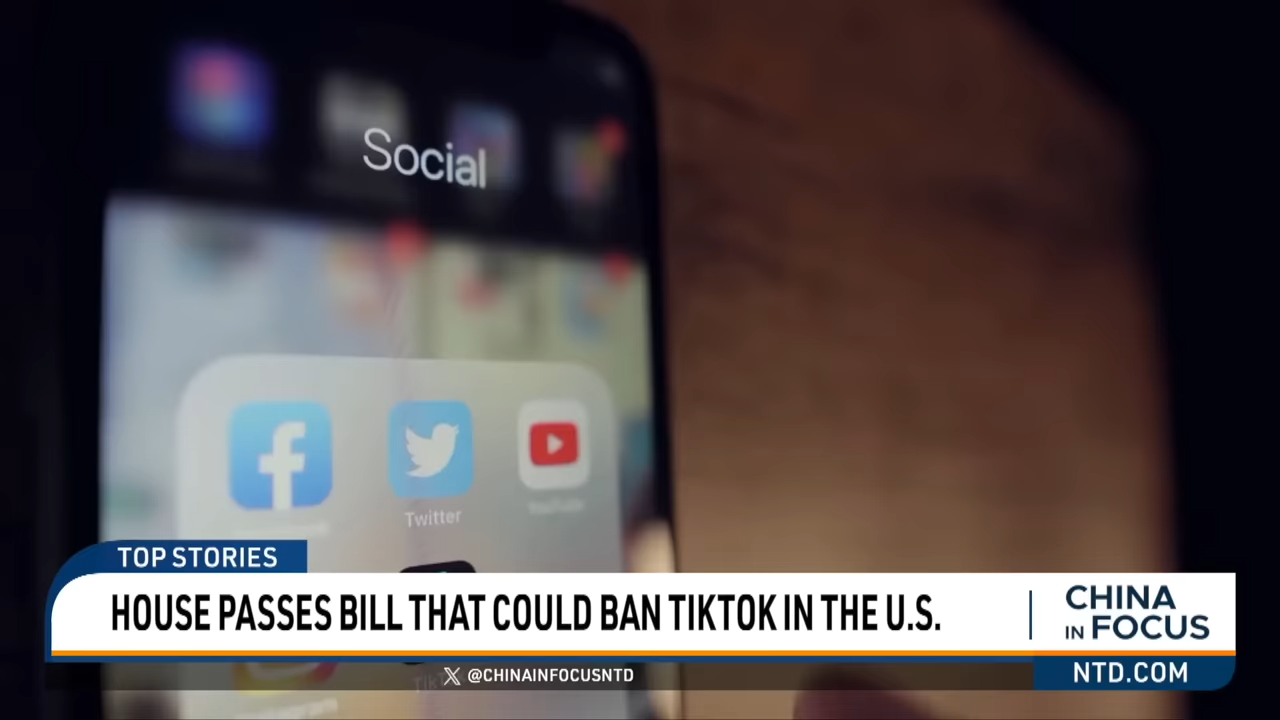 Social
Twitter
YouTube
TOP STORIES
HOUSE PASSES BILL THAT COULD BAN TIKTOK IN THE U.S.
CHINA
IN FOCUS
@CHINAINFOCUSNTD
NTD.COM